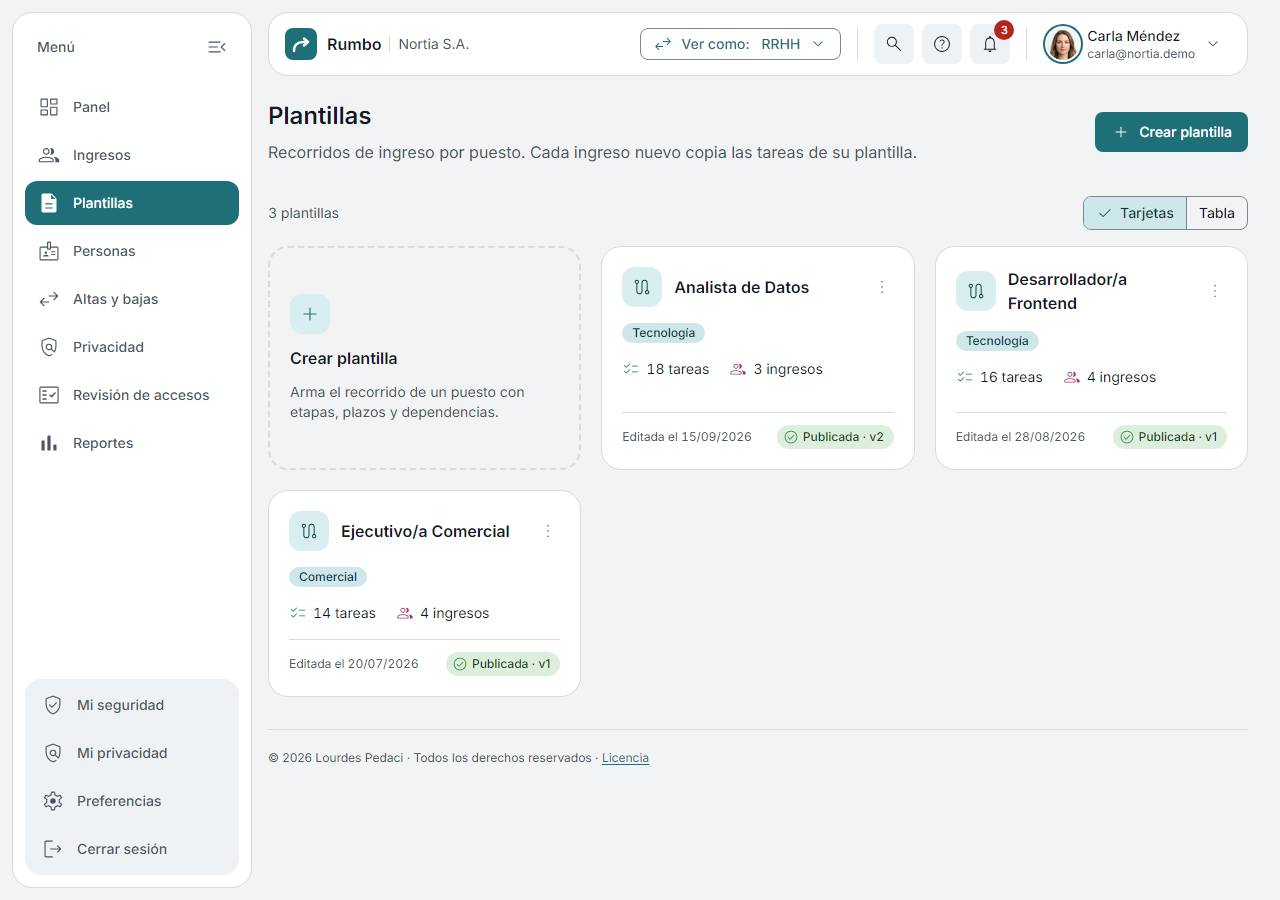 Menú
Panel
Ingresos
Plantillas
Personas
Altas y bajas
Privacidad
Revisión de accesos
Reportes
Mi seguridad
Mi privacidad
Preferencias
Cerrar sesión
Rumbo
Nortia S.A.
Ver como: RRHH
3
Carla Méndez
carla@nortia.demo
Plantillas
Recorridos de ingreso por puesto. Cada ingreso nuevo copia las tareas de su plantilla.
Crear plantilla
3 plantillas
Tarjetas
Tabla
Crear plantilla
Arma el recorrido de un puesto con
etapas, plazos y dependencias.
Analista de Datos
Tecnología
18 tareas
3 ingresos
Editada el 15/09/2026
Publicada · v2
Desarrollador/a
Frontend
Tecnología
16 tareas
4 ingresos
Editada el 28/08/2026
Publicada · v1
Ejecutivo/a Comercial
Comercial
14 tareas
4 ingresos
Editada el 20/07/2026
Publicada · v1
© 2026 Lourdes Pedaci · Todos los derechos reservados · Licencia